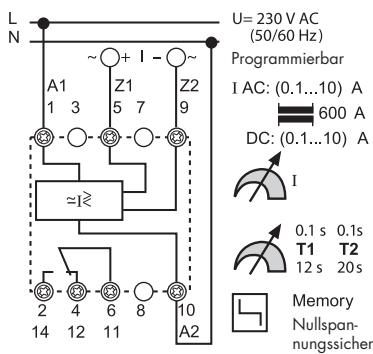 L
U= 230 V AC
N
(50/60 Hz)
~ + I – ~
Programmierbar
A1 Z1 Z2
1 3 5 7 9
I AC: (0.1...10) A
600 A
DC: (0.1...10) A
≃I≷
I
0.1 s 0.1s
T1 T2
12 s 20s
2 4 6 8 10
14 12 11 A2
Memory
Nullspan-
nungssicher